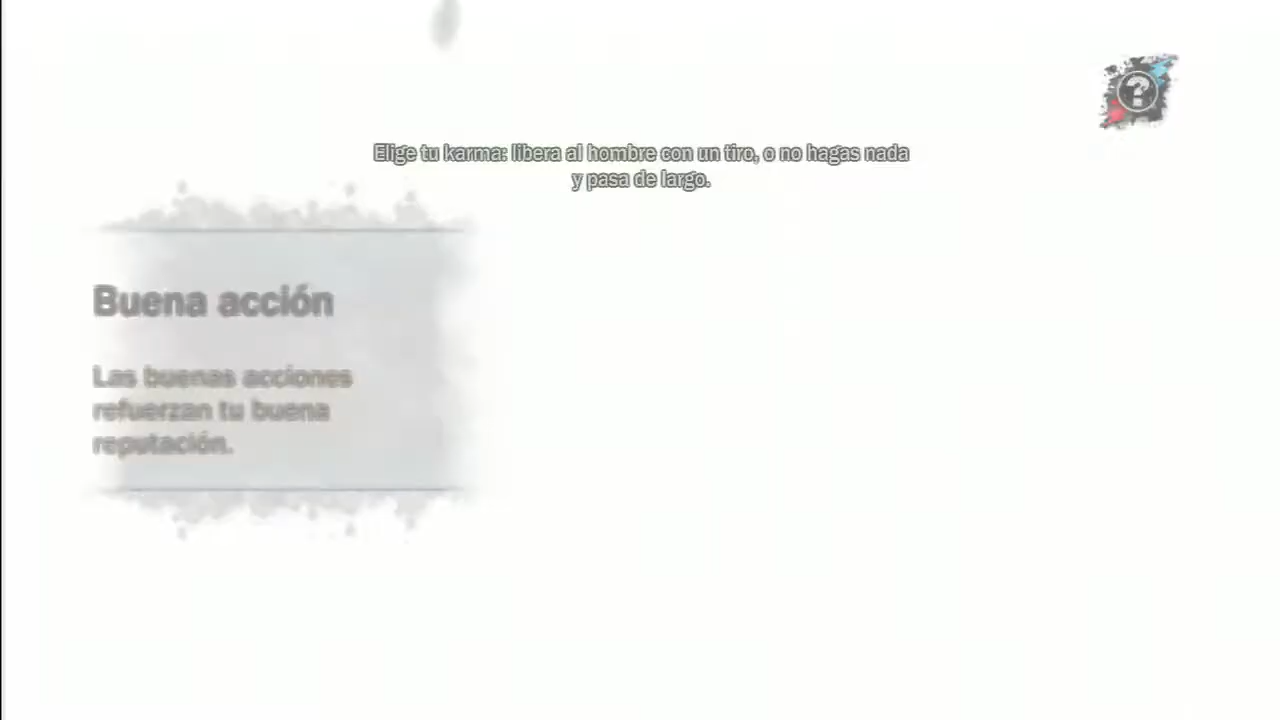 Elige tu karma: libera al hombre con un tiro, o no hagas nada
y pasa de largo.
Buena acción
Las buenas acciones
refuerzan tu buena
reputación.
?